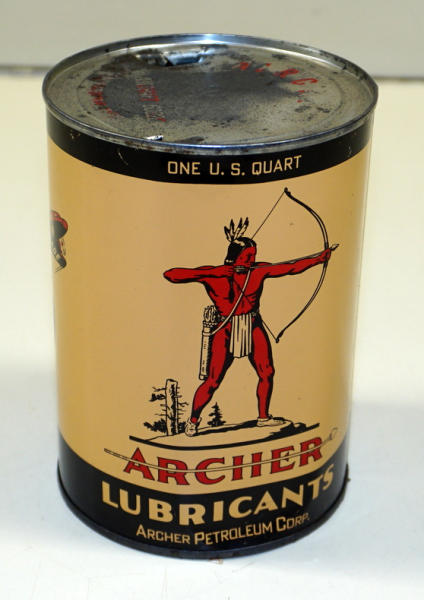 ONE U. S. QUART
ARCHER
LUBRICANTS
ARCHER PETROLEUM CORP.